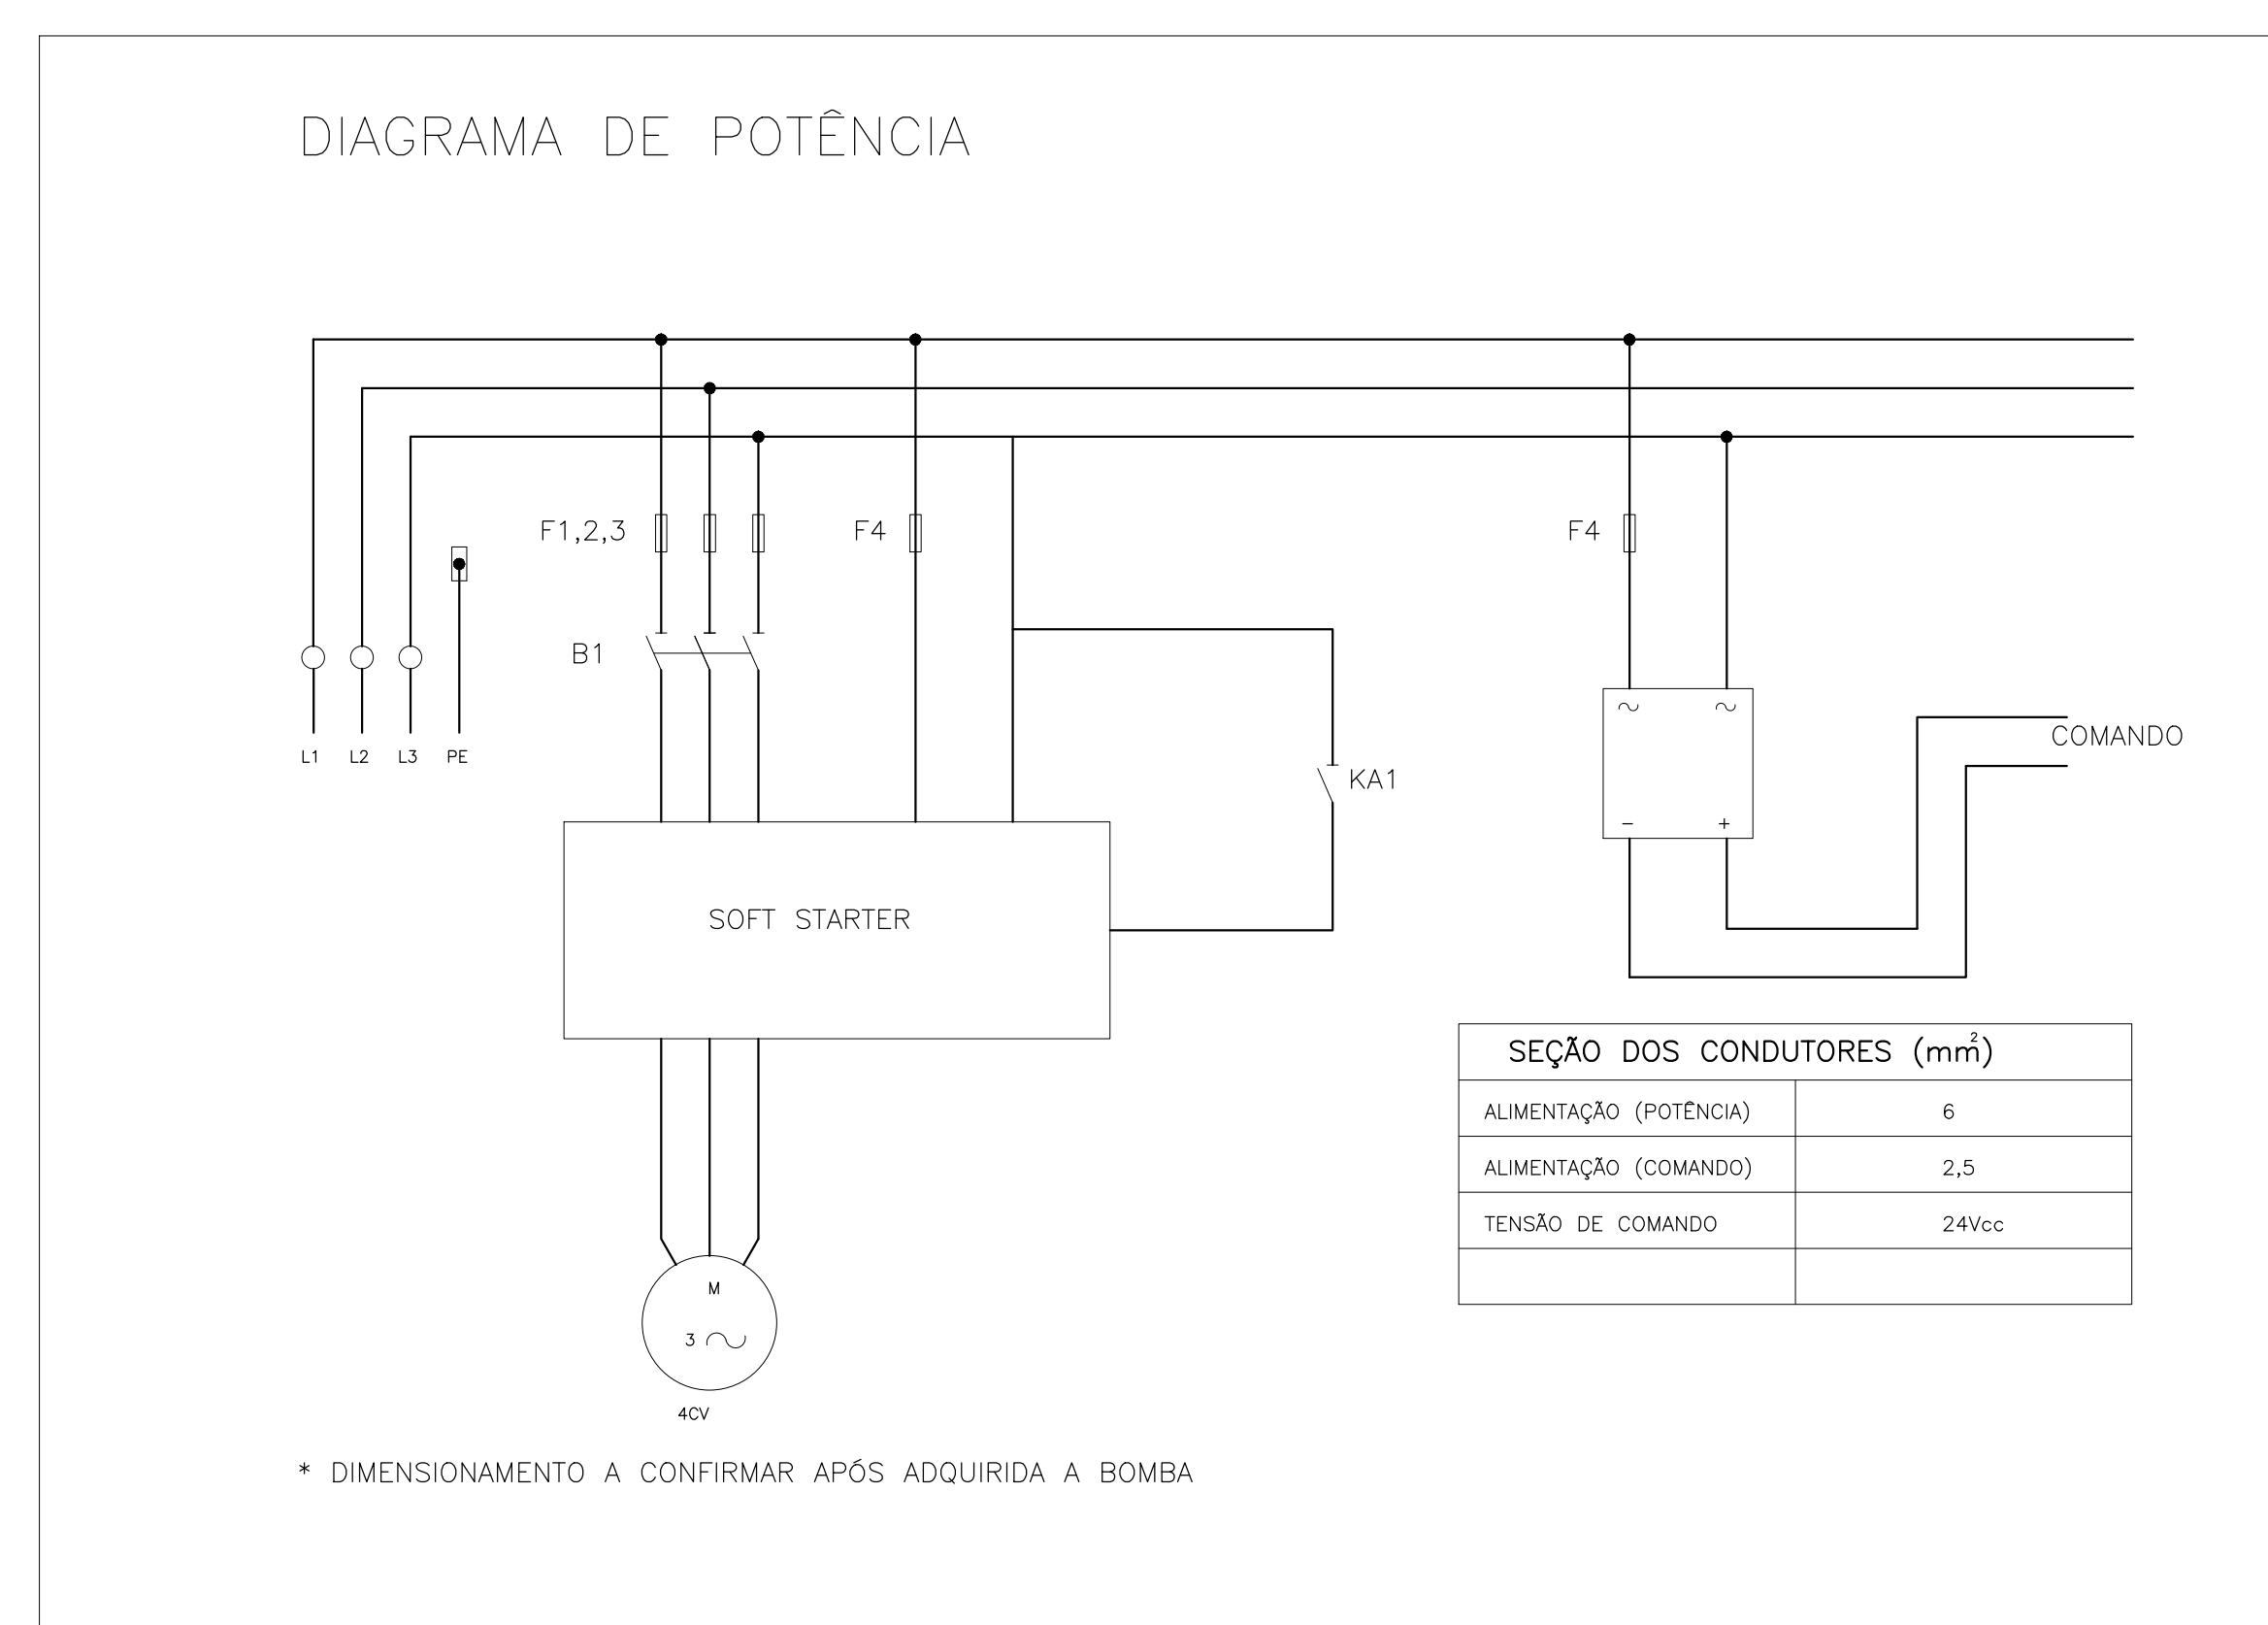 DIAGRAMA DE POTÊNCIA
F1,2,3
F4
F4
B1
L1 L2 L3 PE
COMANDO
KA1
− +
SOFT STARTER
SEÇÃO DOS CONDUTORES (mm²)
ALIMENTAÇÃO (POTÊNCIA) 6
ALIMENTAÇÃO (COMANDO) 2,5
TENSÃO DE COMANDO 24Vcc
M
3 ~
4CV
* DIMENSIONAMENTO A CONFIRMAR APÓS ADQUIRIDA A BOMBA